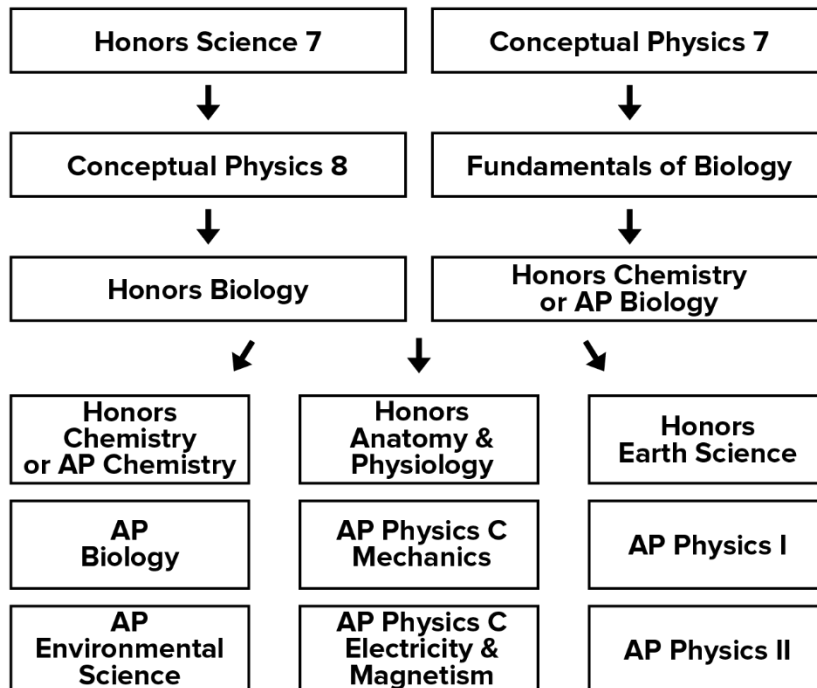 Honors Science 7
Conceptual Physics 7
Conceptual Physics 8
Fundamentals of Biology
Honors Biology
Honors Chemistry
or AP Biology
Honors
Chemistry
or AP Chemistry
Honors
Anatomy &
Physiology
Honors
Earth Science
AP
Biology
AP Physics C
Mechanics
AP Physics I
AP
Environmental
Science
AP Physics C
Electricity &
Magnetism
AP Physics II